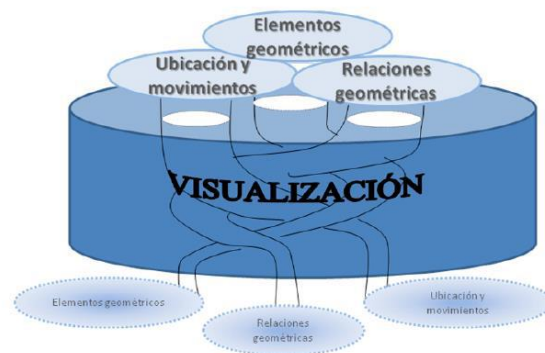 Elementos
geométricos
Ubicación y
movimientos
Relaciones
geométricas
VISUALIZACIÓN
Elementos geométricos
Relaciones
geométricas
Ubicación y
movimientos